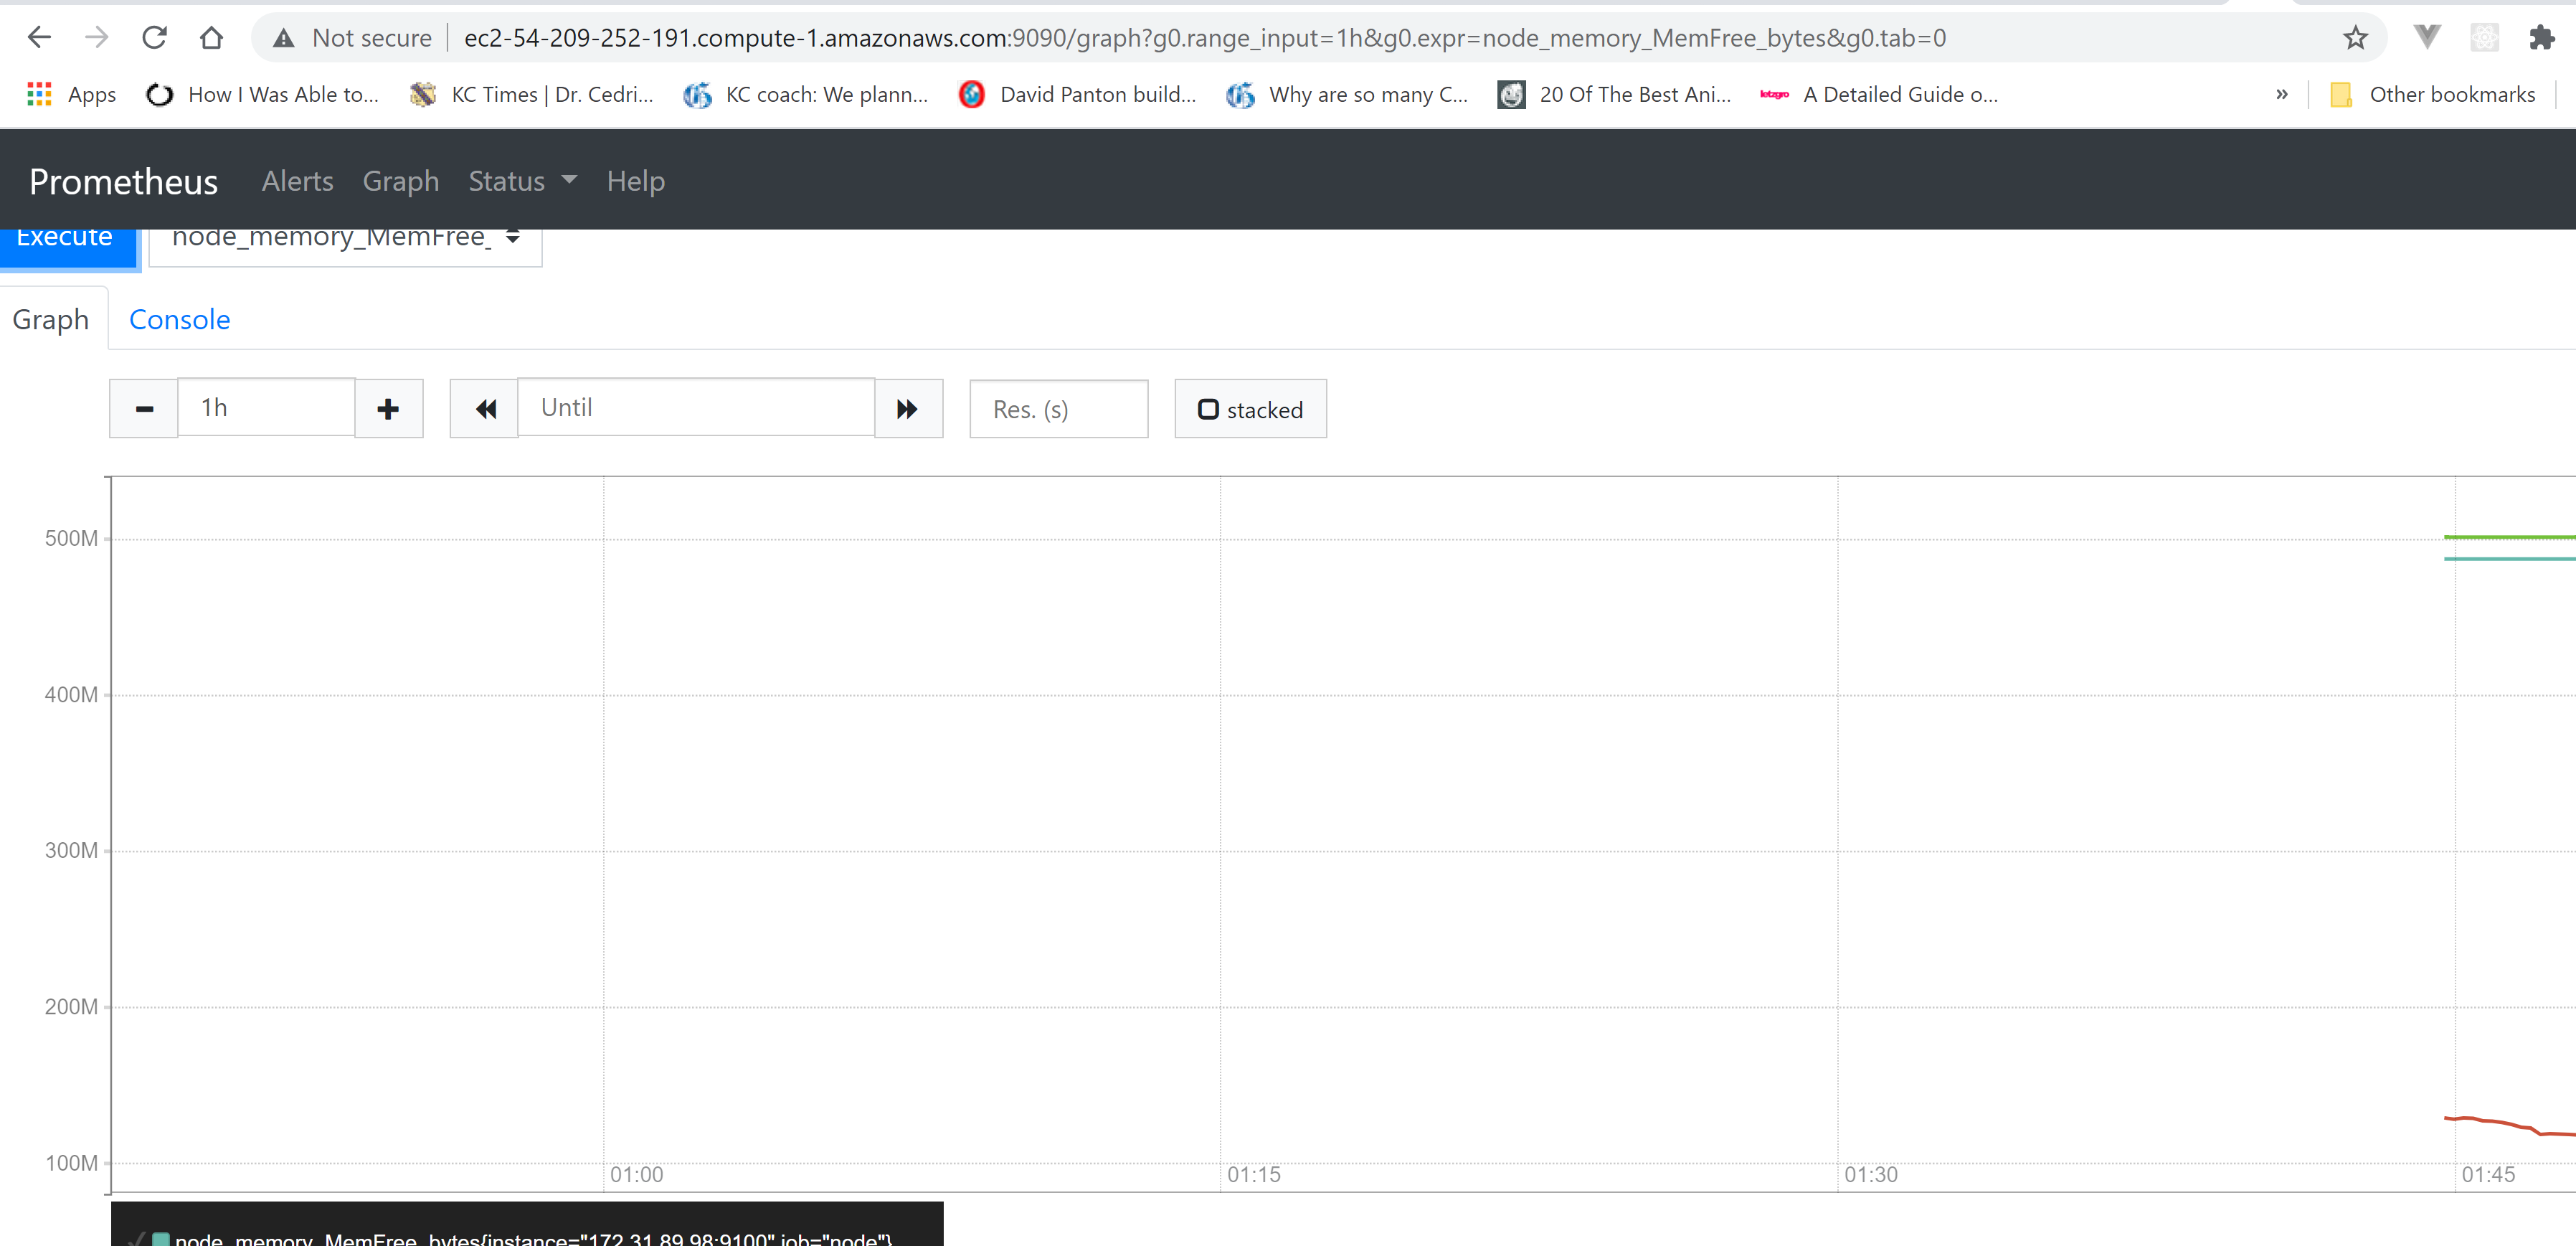 Not secure ec2-54-209-252-191.compute-1.amazonaws.com:9090/graph?g0.range_input=1h&g0.expr=node_memory_MemFree_bytes&g0.tab=0
Apps How I Was Able to... KC Times | Dr. Cedri... KC coach: We plann... David Panton build... Why are so many C... 20 Of The Best Ani... letzgro A Detailed Guide o... » Other bookmarks
Prometheus Alerts Graph Status Help
Execute node_memory_MemFree_
Graph Console
1h Until Res. (s) stacked
500M
400M
300M
200M
100M
01:00 01:15 01:30 01:45
node_memory_MemFree_bytes{instance="172.31.89.98:9100",job="node"}